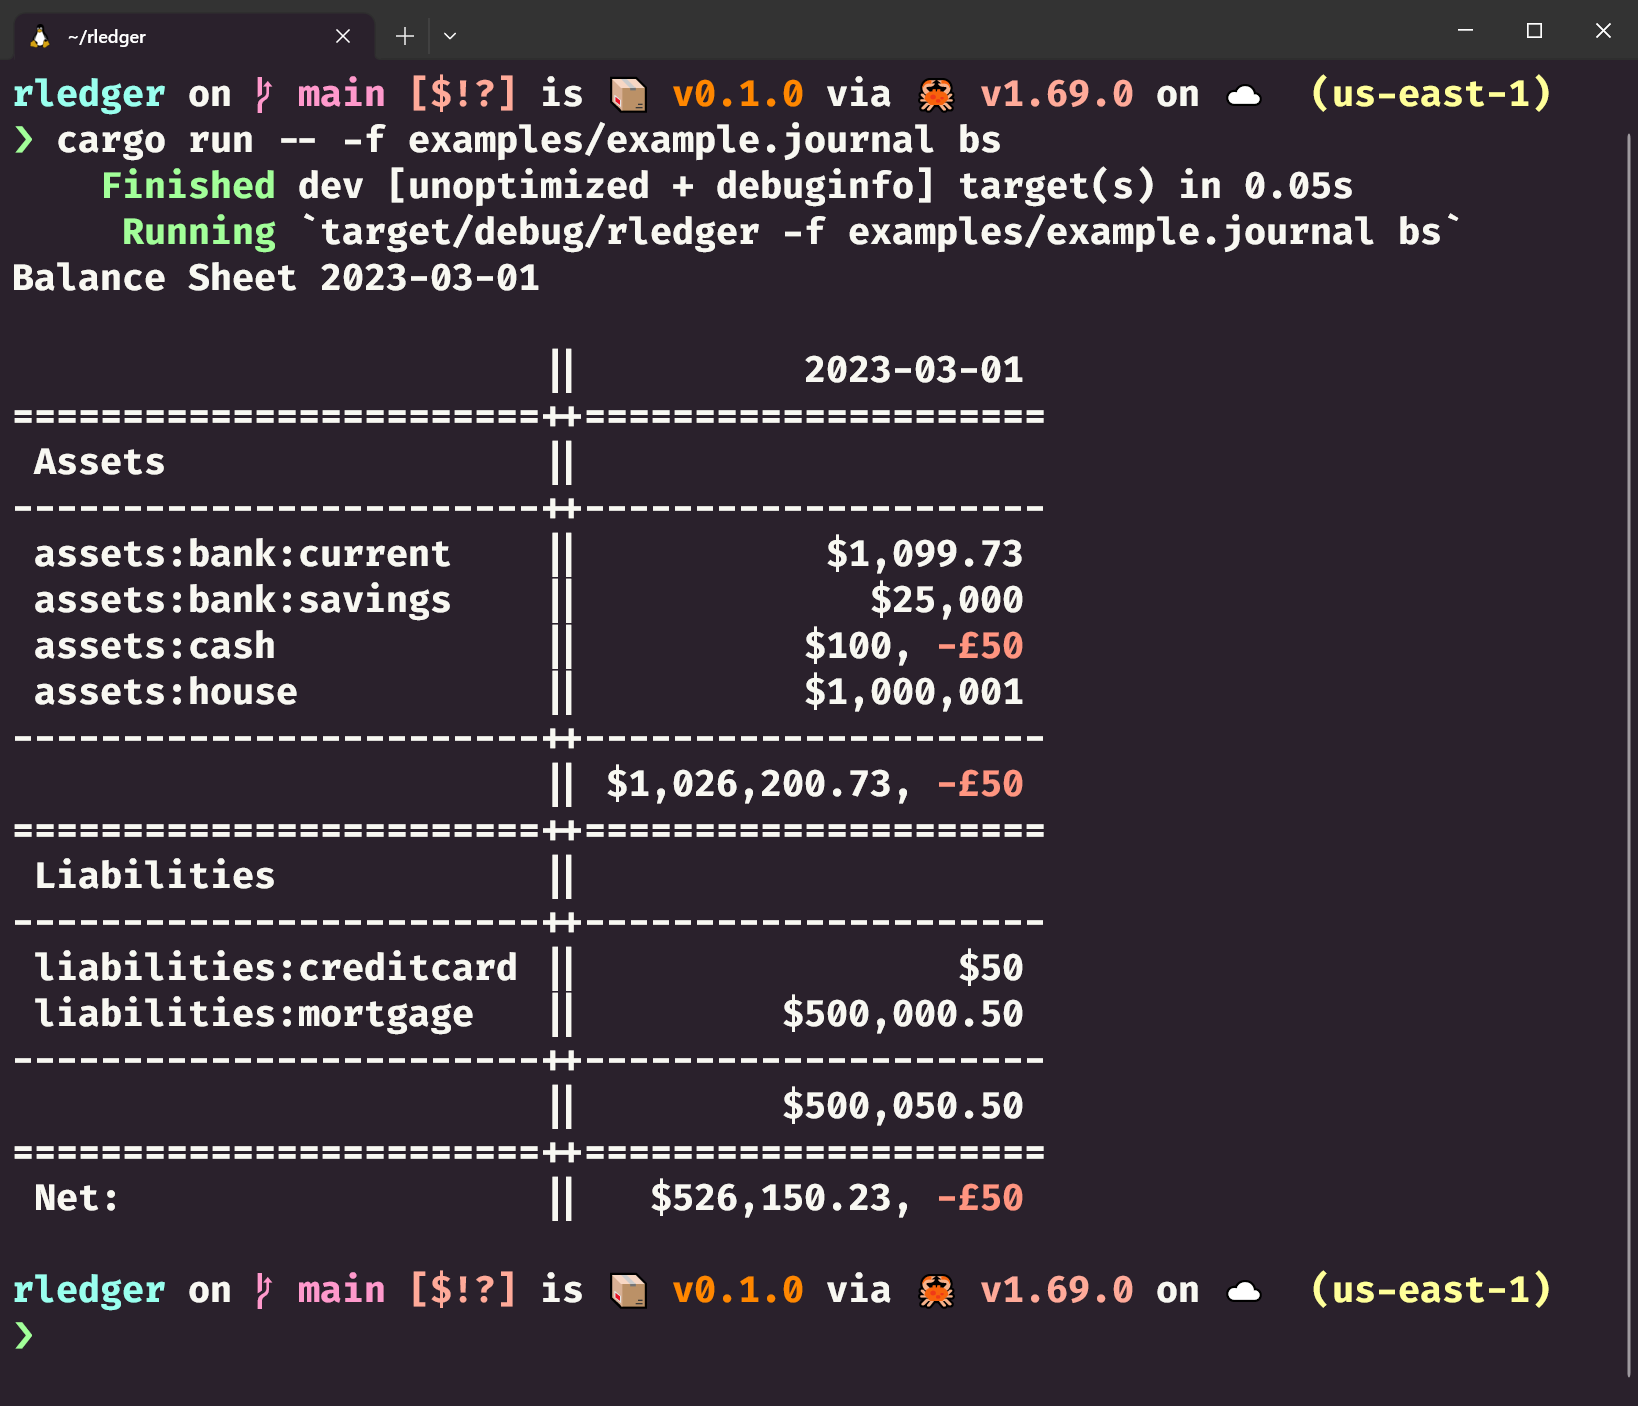 ~/rledger
rledger on main [$!?] is 📦 v0.1.0 via 🦀 v1.69.0 on ☁️ (us-east-1)
❯ cargo run -- -f examples/example.journal bs
    Finished dev [unoptimized + debuginfo] target(s) in 0.05s
     Running `target/debug/rledger -f examples/example.journal bs`
Balance Sheet 2023-03-01
                        ||           2023-03-01
========================++=====================
 Assets                 ||
------------------------++---------------------
 assets:bank:current    ||            $1,099.73
 assets:bank:savings    ||              $25,000
 assets:cash            ||           $100, -£50
 assets:house           ||           $1,000,001
------------------------++---------------------
                        ||  $1,026,200.73, -£50
========================++=====================
 Liabilities            ||
------------------------++---------------------
 liabilities:creditcard ||                  $50
 liabilities:mortgage   ||          $500,000.50
------------------------++---------------------
                        ||          $500,050.50
========================++=====================
 Net:                   ||    $526,150.23, -£50
rledger on main [$!?] is 📦 v0.1.0 via 🦀 v1.69.0 on ☁️ (us-east-1)
❯